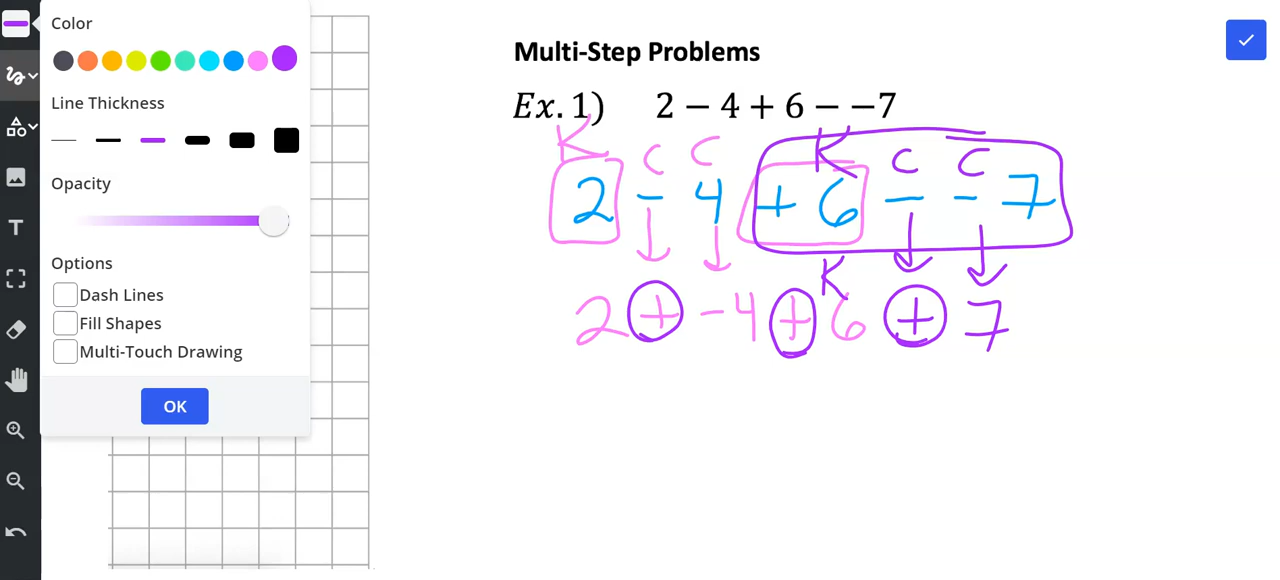 Color
Line Thickness
Opacity
Options
Dash Lines
Fill Shapes
Multi-Touch Drawing
OK
T
Multi-Step Problems
Ex. 1) 2 − 4 + 6 − −7
K C C K C C
2 − 4 + 6 − − 7
K
2 + −4 + 6 + 7